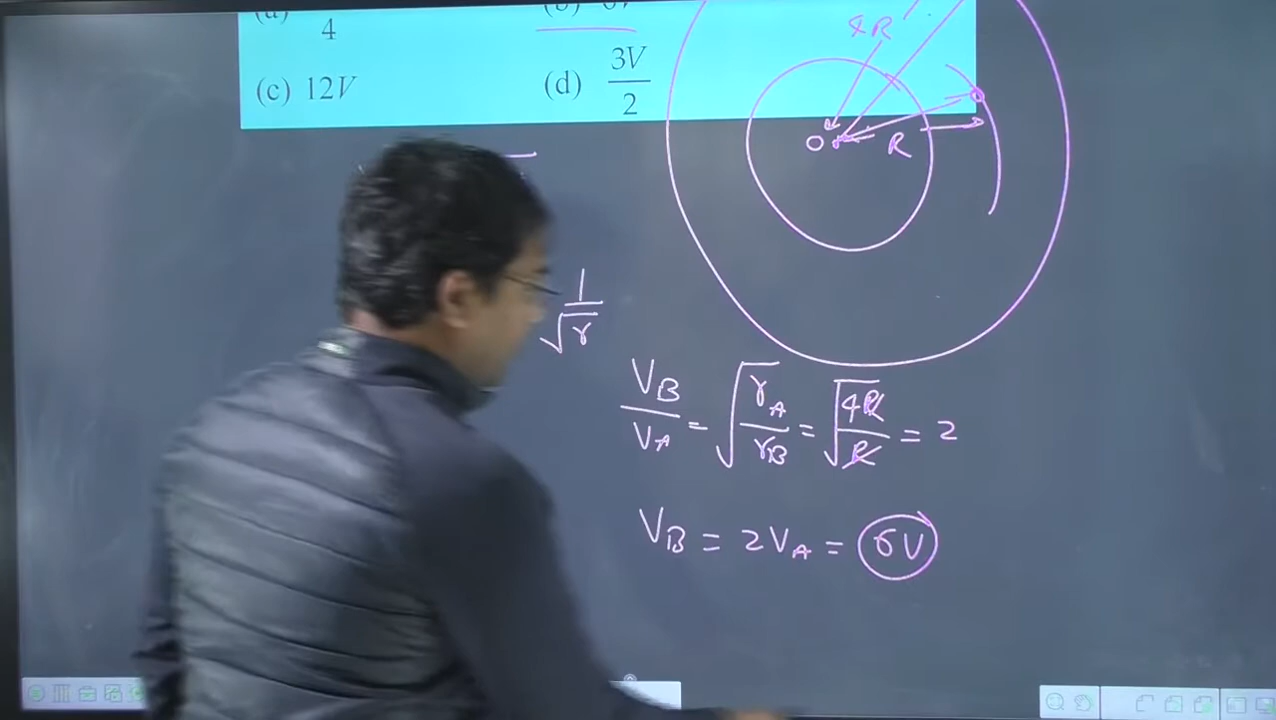 4
(c) 12V
(d) 3V
2
4R
O R
1
√r
V_B / V_A = √(r_A / r_B) = √(4R / R) = 2
V_B = 2V_A = 6V